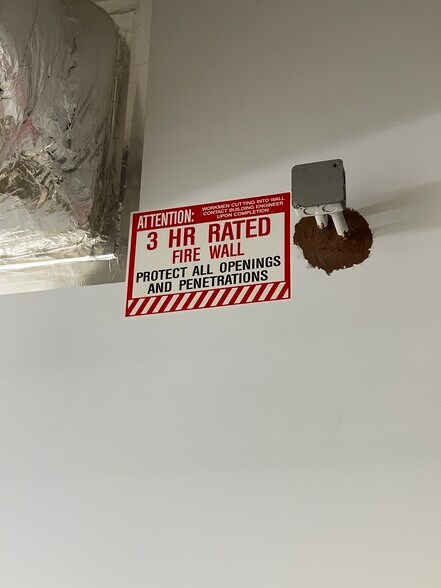 ATTENTION:
WORKMEN CUTTING INTO WALL
CONTACT BUILDING ENGINEER
UPON COMPLETION
3 HR RATED
FIRE WALL
PROTECT ALL OPENINGS
AND PENETRATIONS